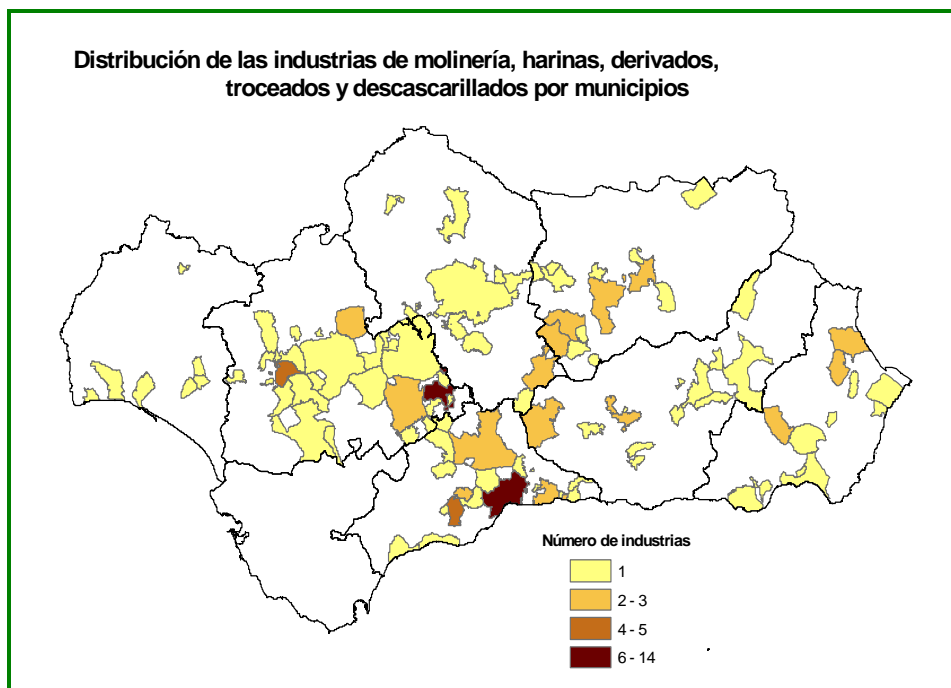 Distribución de las industrias de molinería, harinas, derivados,
troceados y descascarillados por municipios
Número de industrias
1
2 - 3
4 - 5
6 - 14